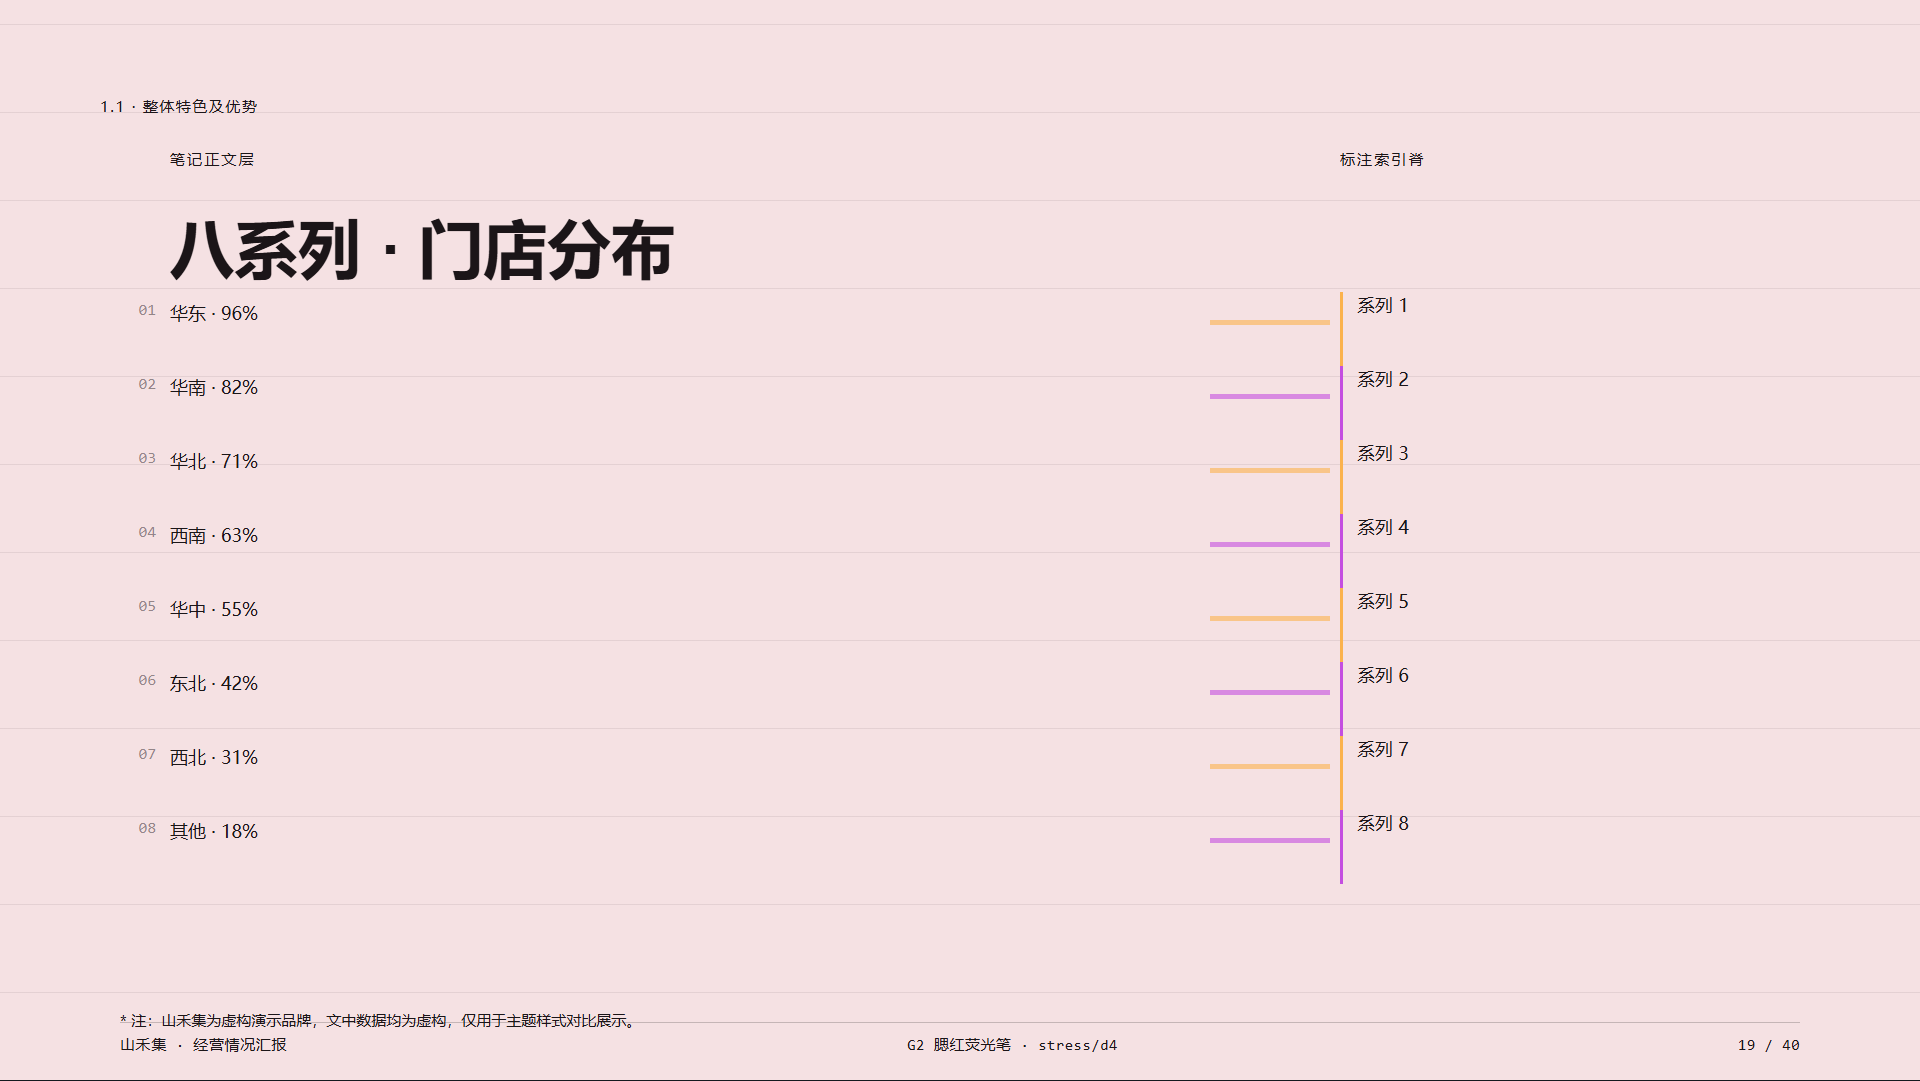 1.1 · 整体特色及优势
笔记正文层
标注索引脊
八系列 · 门店分布
01 华东 · 96%
系列 1
02 华南 · 82%
系列 2
03 华北 · 71%
系列 3
04 西南 · 63%
系列 4
05 华中 · 55%
系列 5
06 东北 · 42%
系列 6
07 西北 · 31%
系列 7
08 其他 · 18%
系列 8
* 注：山禾集为虚构演示品牌，文中数据均为虚构，仅用于主题样式对比展示。
山禾集 · 经营情况汇报
G2 腮红荧光笔 · stress/d4
19 / 40